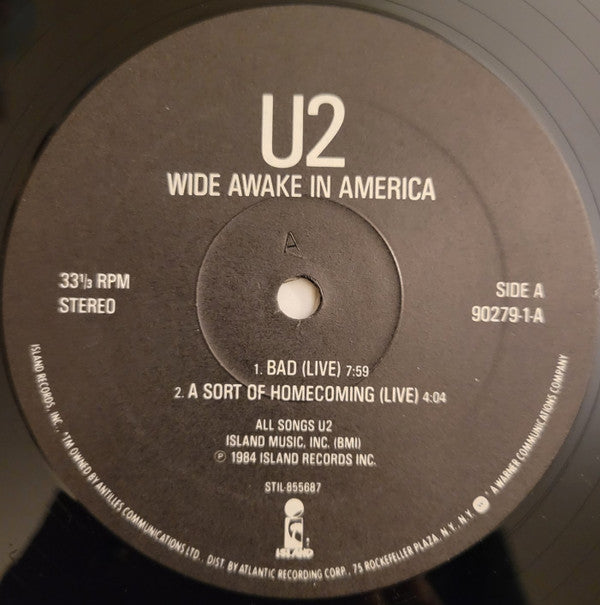 U2
WIDE AWAKE IN AMERICA
A
33⅓ RPM
STEREO
SIDE A
90279-1-A
1. BAD (LIVE) 7:59
2. A SORT OF HOMECOMING (LIVE) 4:04
ALL SONGS U2
ISLAND MUSIC, INC. (BMI)
℗ 1984 ISLAND RECORDS INC.
STIL-855687
i
ISLAND
ISLAND RECORDS, INC., *TM OWNED BY ANTILLES COMMUNICATIONS LTD. DIST BY ATLANTIC RECORDING CORP., 75 ROCKEFELLER PLAZA, N.Y., N.Y. A WARNER COMMUNICATIONS COMPANY